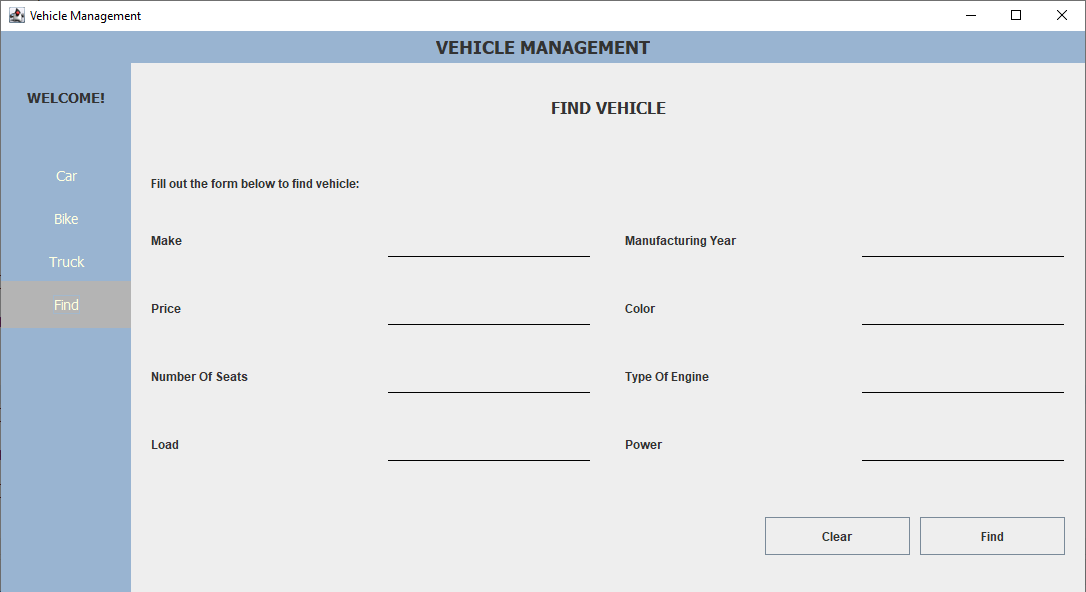 Vehicle Management
VEHICLE MANAGEMENT
WELCOME!
Car
Bike
Truck
Find
FIND VEHICLE
Fill out the form below to find vehicle:
Make
Manufacturing Year
Price
Color
Number Of Seats
Type Of Engine
Load
Power
Clear
Find